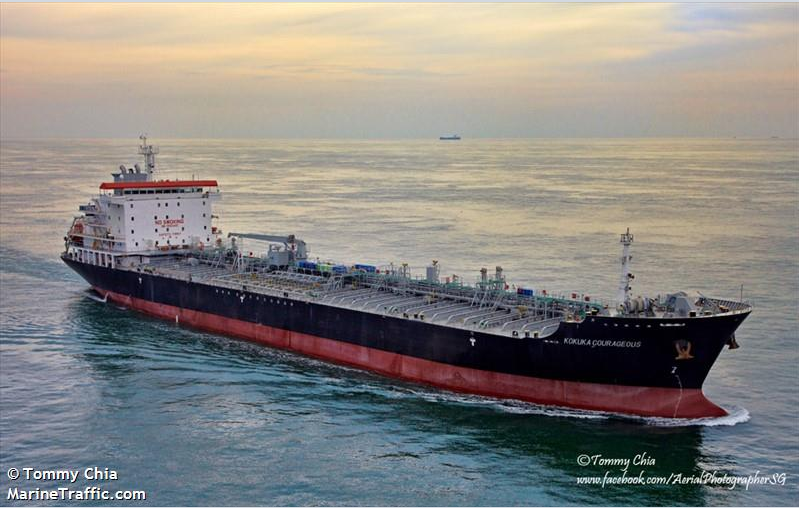 NO SMOKING
KOKUKA COURAGEOUS
©Tommy Chia
www.facebook.com/AerialPhotographerSG
© Tommy Chia
MarineTraffic.com